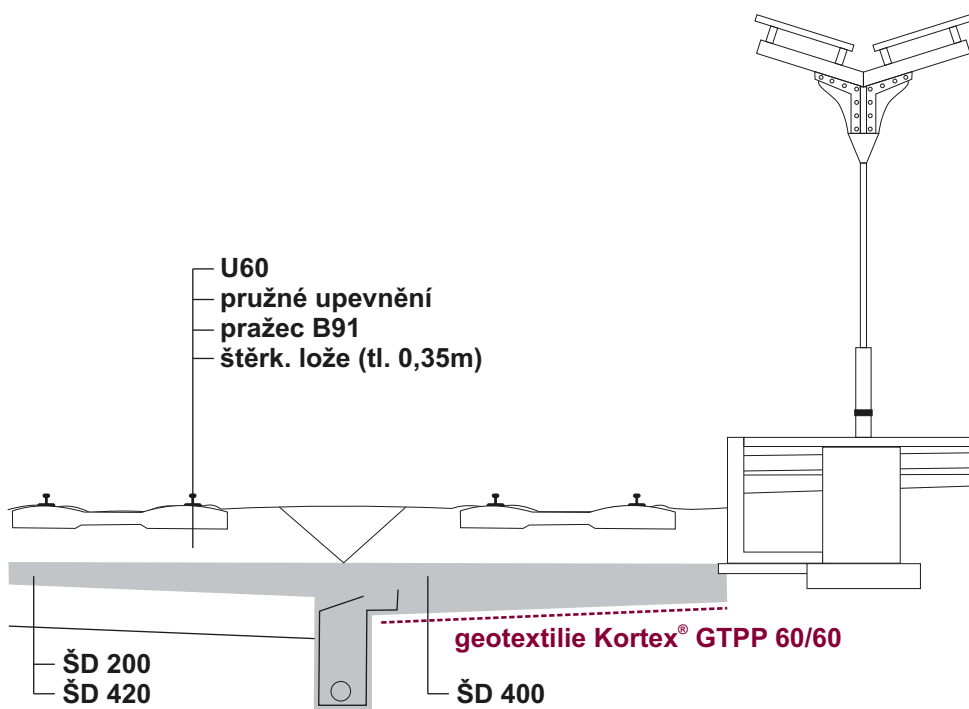 U60
pružné upevnění
pražec B91
štěrk. lože (tl. 0,35m)
geotextilie Kortex® GTPP 60/60
ŠD 200
ŠD 420
ŠD 400